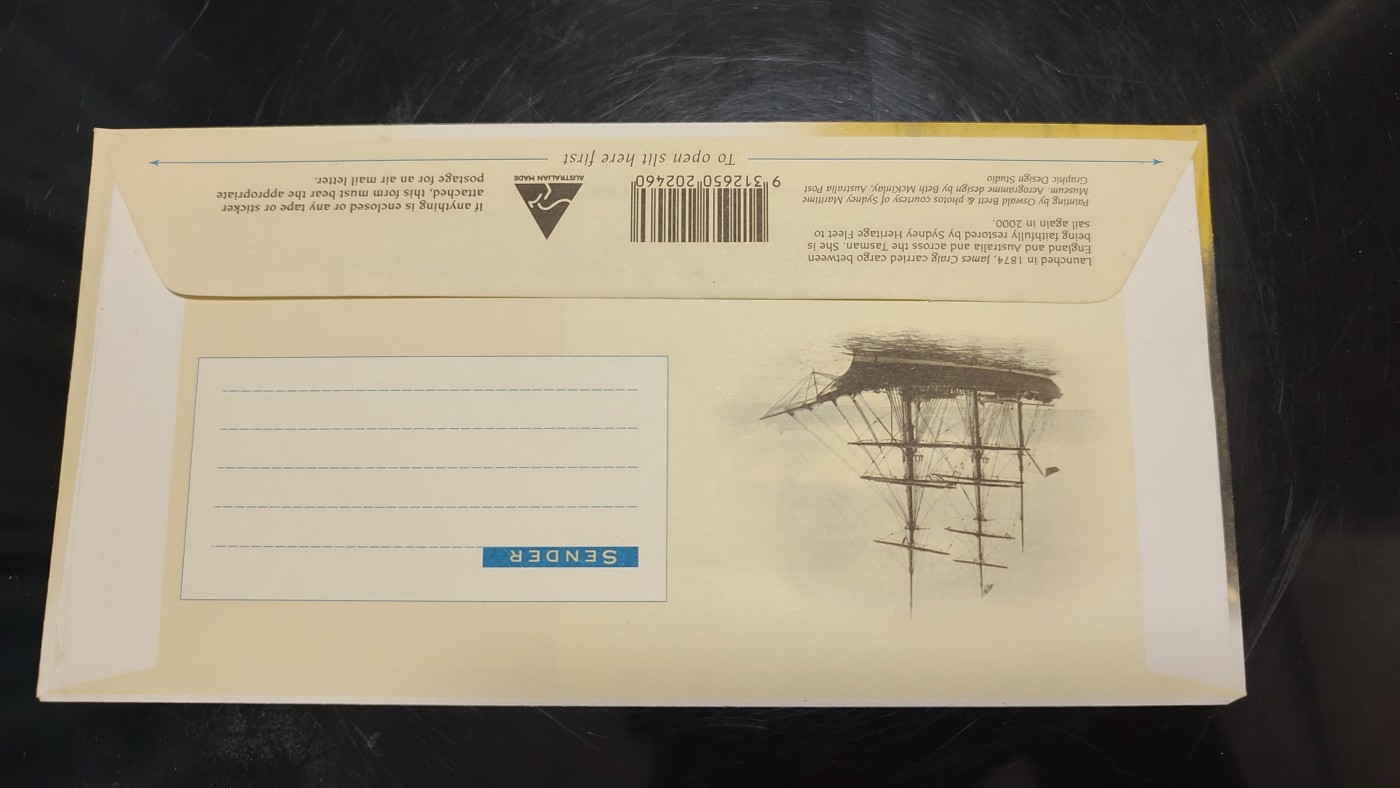 SENDER
Launched in 1874, James Craig carried cargo between
England and Australia and across the Tasman. She is
being faithfully restored by Sydney Heritage Fleet to
sail again in 2000.
Painting by Oswald Brett & photos courtesy of Sydney Maritime
Museum. Aerogramme design by Beth McKinlay, Australia Post
Graphic Design Studio
9 312650 202460
AUSTRALIAN MADE
If anything is enclosed or any tape or sticker
attached, this form must bear the appropriate
postage for an air mail letter.
To open slit here first